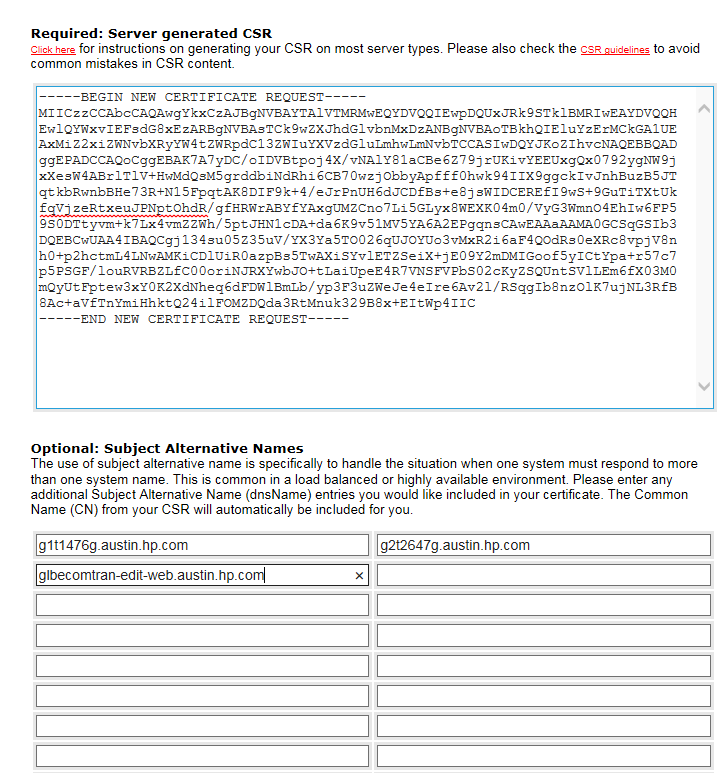 Required: Server generated CSR
Click here for instructions on generating your CSR on most server types. Please also check the CSR guidelines to avoid
common mistakes in CSR content.
-----BEGIN NEW CERTIFICATE REQUEST-----
MIICzzCCAbcCAQAwgYkxCzAJBgNVBAYTAlVTMRMwEQYDVQQIEwpDQUxJRk9STklBMRIwEAYDVQQH
EwlQYWxvIEFsdG8xEzARBgNVBAsTCk9wZXJhdGlvbnMxDzANBgNVBAoTBkhQIEluYzErMCkGA1UE
AxMiZ2xiZWNvbXRyYW4tZWRpdC13ZWIuYXVzdGluLmhwLmNvbTCCASIwDQYJKoZIhvcNAQEBBQAD
ggEPADCCAQoCggEBAK7A7yDC/oIDVBtpoj4X/vNAlY81aCBe6Z79jrUKivYEEUxgQx0792ygNW9j
xXesW4ABrlTlV+HwMdQsM5grddbiNdRhi6CB70wzjObbyApfff0hwk94IIX9ggckIvJnhBuzB5JT
qtkbRwnbBHe73R+N15FpqtAK8DIF9k+4/eJrPnUH6dJCDfBs+e8jsWIDCEREfI9wS+9GuTiTXtUk
fqVjzeRtxeuJPNptOhdR/gfHRWrABYfYAxgUMZCno7Li5GLyx8WEXK04m0/VyG3WmnO4EhIw6FP5
9S0DTtyvm+k7Lx4vmZZWh/5ptJHN1cDA+da6K9v51MV5YA6A2EPgqnsCAwEAAaAAMA0GCSqGSIb3
DQEBCwUAA4IBAQCgj134su05Z35uV/YX3Ya5TO026qUJOYUo3vMxR2i6aF4QOdRs0eXRc8vpjV8n
h0+p2hctmL4LNwAMKiCDlUiR0azpBs5TwAXiSYvlETZSeiX+jE09Y2mDMIGoof5yICtYpa+r57c7
p5PSGF/louRVRBZLfC00oriNJRXYwbJO+tLaiUpeE4R7VNSFVPbS02cKyZSQUntSVlLEm6fX03M0
mQyUtFptew3xY0K2XdNheq6dFDWlBmLb/yp3F3uZWeJe4eIre6Av2l/RSqgIb8nzOlK7ujNL3RfB
8Ac+aVfTnYmiHhktQ24ilFOMZDQda3RtMnuk329B8x+EItWp4IIC
-----END NEW CERTIFICATE REQUEST-----
Optional: Subject Alternative Names
The use of subject alternative name is specifically to handle the situation when one system must respond to more
than one system name. This is common in a load balanced or highly available environment. Please enter any
additional Subject Alternative Name (dnsName) entries you would like included in your certificate. The Common
Name (CN) from your CSR will automatically be included for you.
g1t1476g.austin.hp.com
g2t2647g.austin.hp.com
glbecomtran-edit-web.austin.hp.com